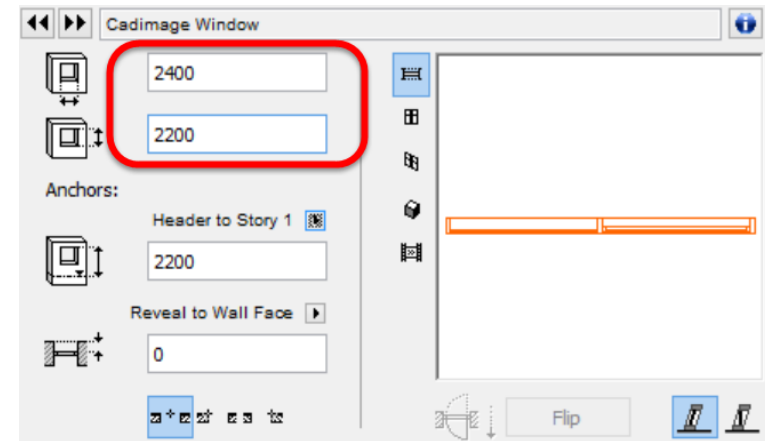 Cadimage Window
2400
2200
Anchors:
Header to Story 1
2200
Reveal to Wall Face
0
Flip